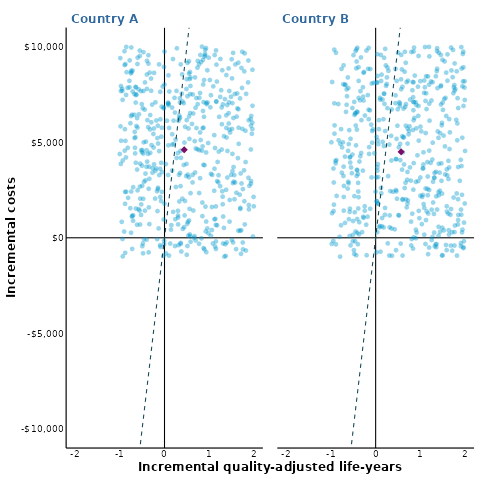 Country A
Country B
$10,000
$5,000
$0
-$5,000
-$10,000
Incremental costs
-2 -1 0 1 2
-2 -1 0 1 2
Incremental quality-adjusted life-years